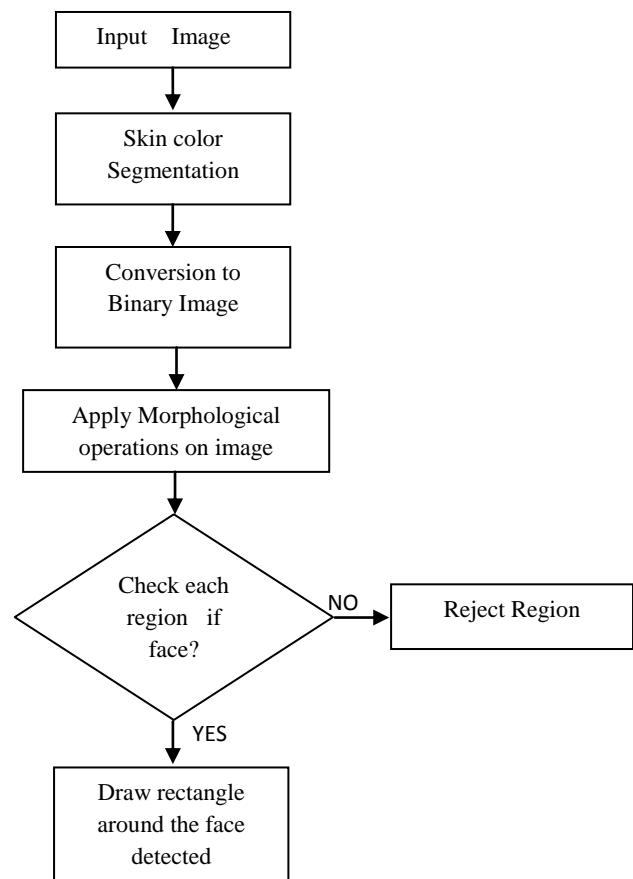 Input Image
Skin color
Segmentation
Conversion to
Binary Image
Apply Morphological
operations on image
Check each
region if
face?
NO
Reject Region
YES
Draw rectangle
around the face
detected